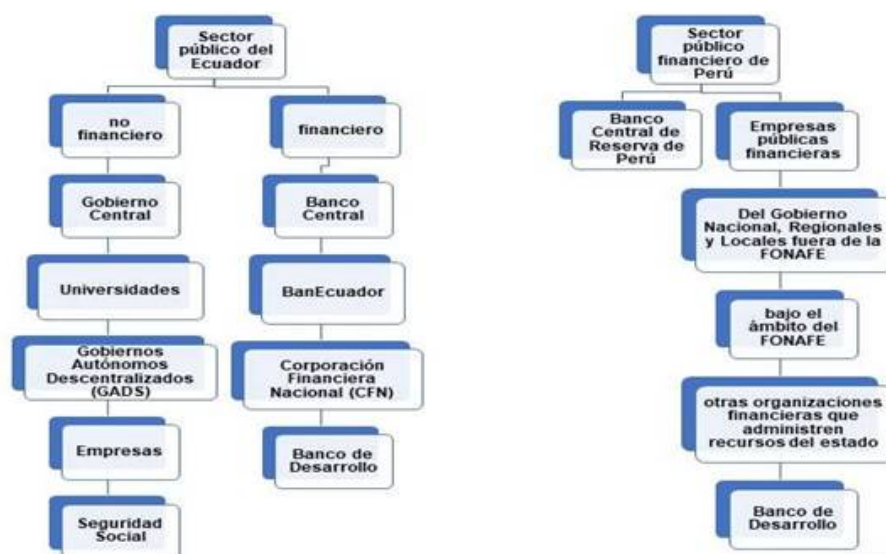 Sector
público del
Ecuador
no
financiero
Gobierno
Central
Universidades
Gobiernos
Autónomos
Descentralizados
(GADS)
Empresas
Seguridad
Social
financiero
Banco
Central
BanEcuador
Corporación
Financiera
Nacional (CFN)
Banco de
Desarrollo
Sector
público
financiero de
Perú
Banco
Central de
Reserva de
Perú
Empresas
públicas
financieras
Del Gobierno
Nacional, Regionales
y Locales fuera de la
FONAFE
bajo el
ámbito del
FONAFE
otras organizaciones
financieras que
administren
recursos del estado
Banco de
Desarrollo